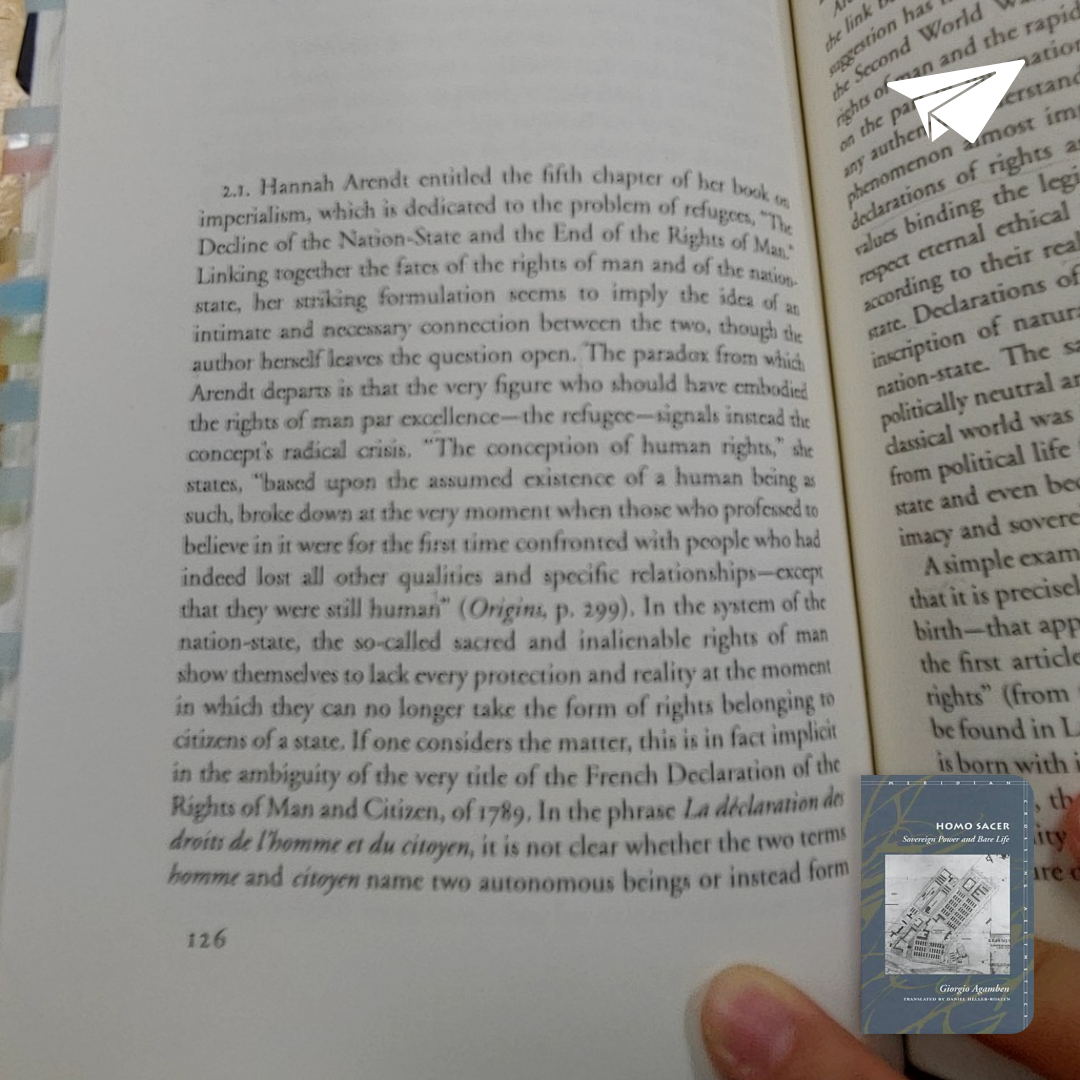 2.1. Hannah Arendt entitled the fifth chapter of her book on
imperialism, which is dedicated to the problem of refugees, "The
Decline of the Nation-State and the End of the Rights of Man."
Linking together the fates of the rights of man and of the nation-
state, her striking formulation seems to imply the idea of an
intimate and necessary connection between the two, though the
author herself leaves the question open. The paradox from which
Arendt departs is that the very figure who should have embodied
the rights of man par excellence—the refugee—signals instead the
concept's radical crisis. "The conception of human rights," she
states, "based upon the assumed existence of a human being as
such, broke down at the very moment when those who professed to
believe in it were for the first time confronted with people who had
indeed lost all other qualities and specific relationships—except
that they were still human" (Origins, p. 299). In the system of the
nation-state, the so-called sacred and inalienable rights of man
show themselves to lack every protection and reality at the moment
in which they can no longer take the form of rights belonging to
citizens of a state. If one considers the matter, this is in fact implicit
in the ambiguity of the very title of the French Declaration of the
Rights of Man and Citizen, of 1789. In the phrase La déclaration des
droits de l'homme et du citoyen, it is not clear whether the two terms
homme and citoyen name two autonomous beings or instead form
126
the link
suggestion has
the Second World
rights of man and the rapid
on the
any
phenomenon almost
declarations of rights
values binding the
respect eternal ethical
according to their
state. Declarations of
inscription of
nation-state. The
politically neutral
classical world was
from political life
state and even
imacy and
A simple
that it is
birth—that
the first
rights" (from
be found in
is born with
MERIDIAN
CROSSING AESTHETICS
HOMO SACER
Sovereign Power and Bare Life
Giorgio Agamben
TRANSLATED BY DANIEL HELLER-ROAZEN